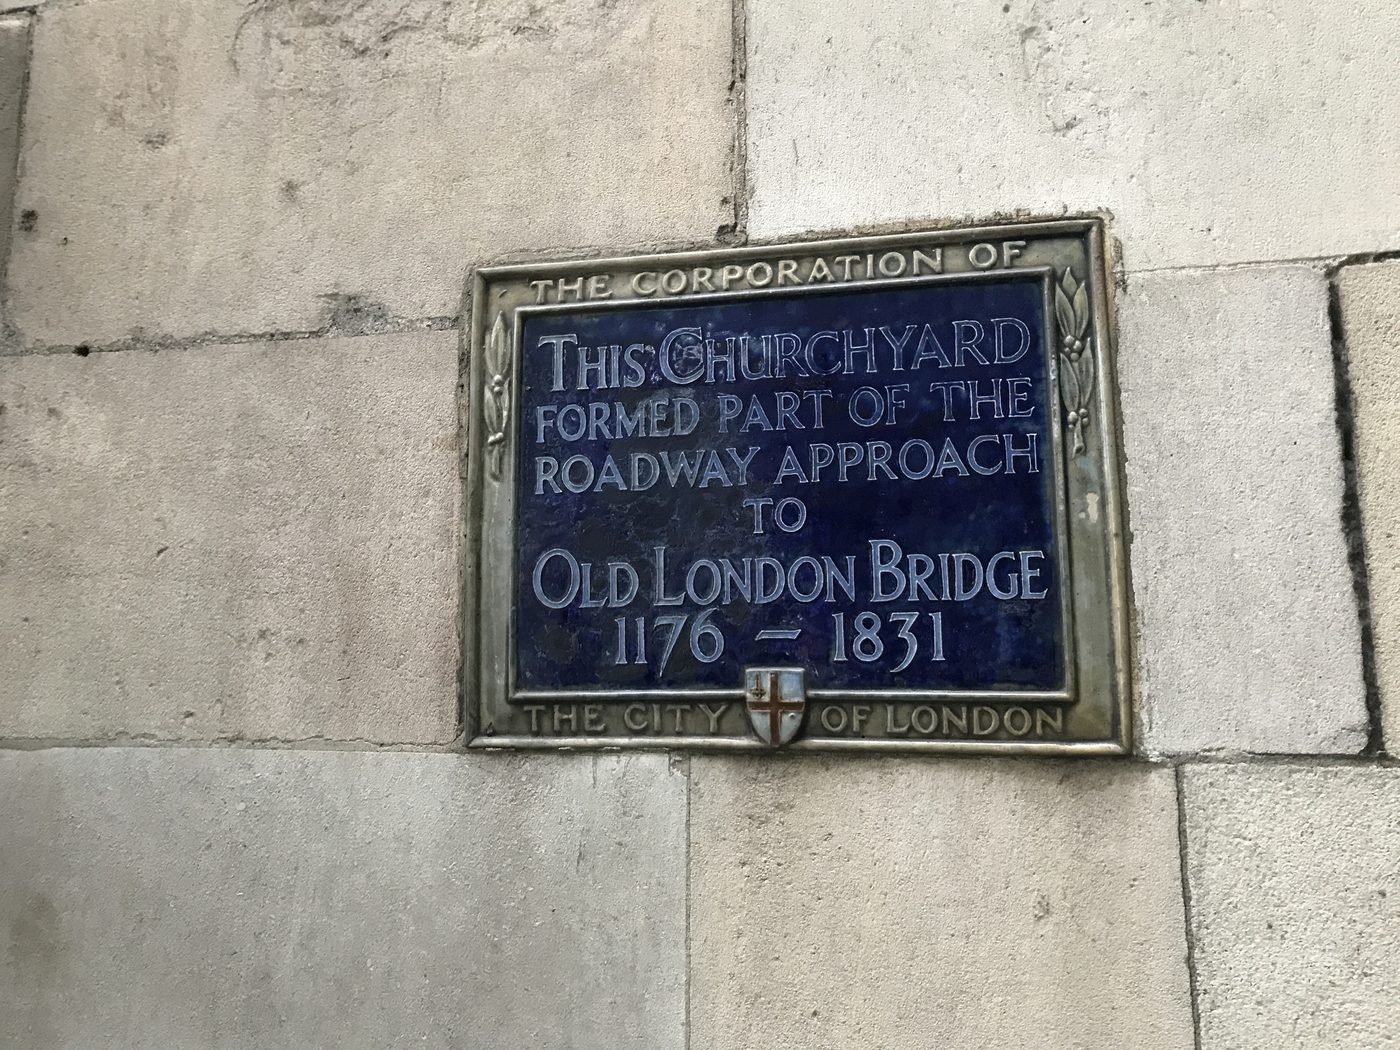 THE CORPORATION OF
THIS CHURCHYARD
FORMED PART OF THE
ROADWAY APPROACH
TO
OLD LONDON BRIDGE
1176 – 1831
THE CITY OF LONDON